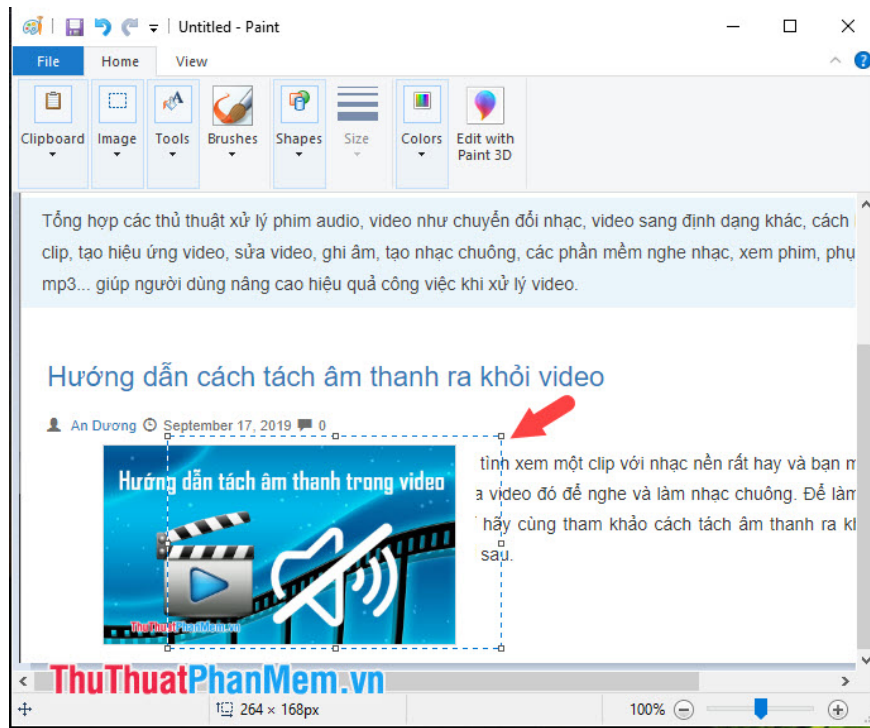 Untitled - Paint
File Home View
Clipboard Image Tools Brushes Shapes Size Colors Edit with Paint 3D
Tổng hợp các thủ thuật xử lý phim audio, video như chuyển đổi nhạc, video sang định dạng khác, cách
clip, tạo hiệu ứng video, sửa video, ghi âm, tạo nhạc chuông, các phần mềm nghe nhạc, xem phim, phụ
mp3... giúp người dùng nâng cao hiệu quả công việc khi xử lý video.
Hướng dẫn cách tách âm thanh ra khỏi video
An Dương September 17, 2019 0
Hướng dẫn tách âm thanh trong video
tình xem một clip với nhạc nền rất hay và bạn
a video đó để nghe và làm nhạc chuông. Để làm
hãy cùng tham khảo cách tách âm thanh ra
sau.
ThuThuatPhanMem.vn
ThuThuatPhanMem.vn
264 × 168px 100%